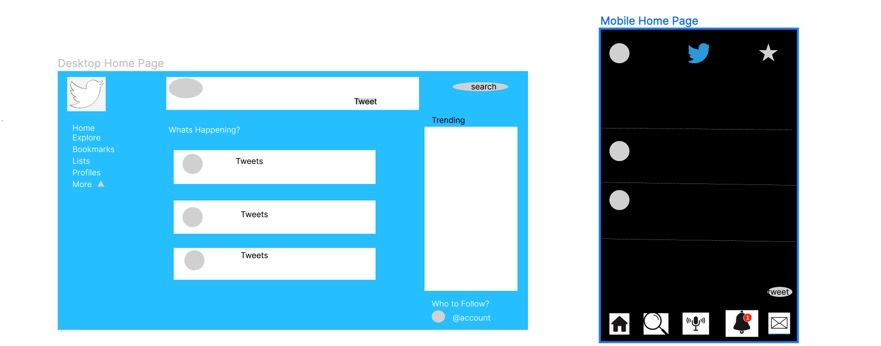 Desktop Home Page
Tweet
search
Home
Explore
Bookmarks
Lists
Profiles
More
Whats Happening?
Tweets
Tweets
Tweets
Trending
Who to Follow?
@account
Mobile Home Page
weet
1